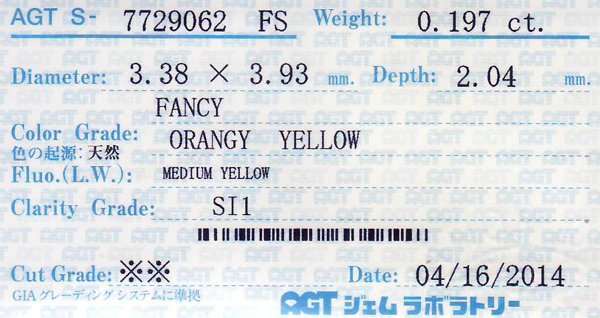 AGT S- 7729062 FS Weight: 0.197 ct.
Diameter: 3.38 × 3.93 mm. Depth: 2.04 mm.
FANCY
Color Grade: ORANGY YELLOW
色の起源: 天然
Fluo.(L.W.): MEDIUM YELLOW
Clarity Grade: SI1
Cut Grade: ※※ Date: 04/16/2014
GIAグレーディングシステムに準拠
AGT ジェムラボラトリー